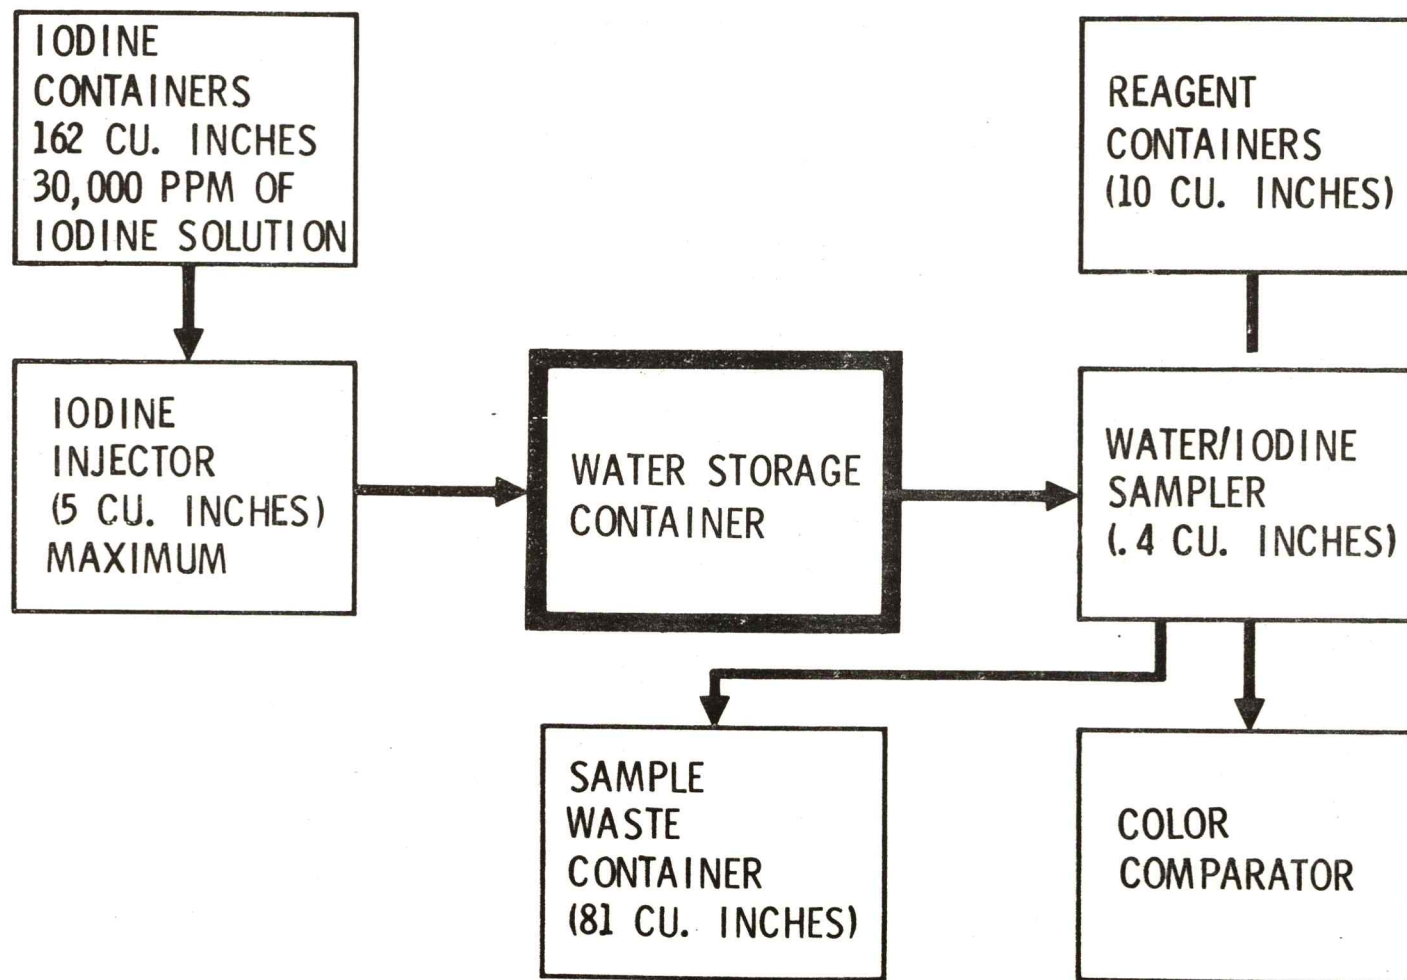 IODINE
CONTAINERS
162 CU. INCHES
30,000 PPM OF
IODINE SOLUTION
REAGENT
CONTAINERS
(10 CU. INCHES)
IODINE
INJECTOR
(5 CU. INCHES)
MAXIMUM
WATER STORAGE
CONTAINER
WATER/IODINE
SAMPLER
(.4 CU. INCHES)
SAMPLE
WASTE
CONTAINER
(81 CU. INCHES)
COLOR
COMPARATOR